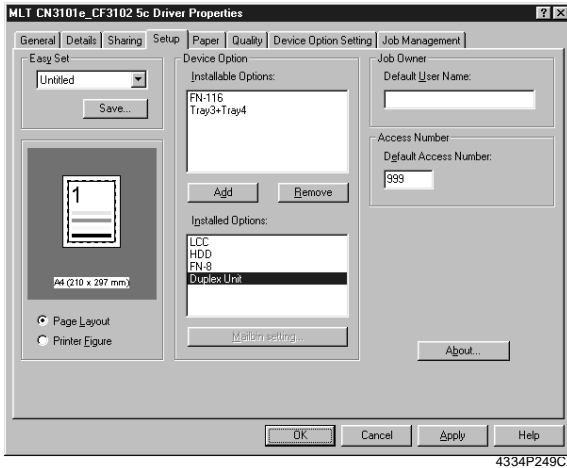 MLT CN3101e_CF3102 5c Driver Properties
General Details Sharing Setup Paper Quality Device Option Setting Job Management
Easy Set
Untitled
Save...
1
A4 (210 x 297 mm)
Page Layout
Printer Figure
Device Option
Installable Options:
FN-116
Tray3+Tray4
Add Remove
Installed Options:
LCC
HDD
FN-8
Duplex Unit
Mailbin setting...
Job Owner
Default User Name:
Access Number
Default Access Number:
999
About...
OK Cancel Apply Help
4334P249C